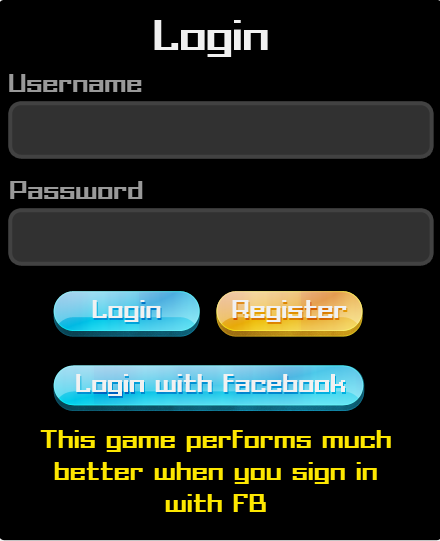 Login
Username
Password
Login
Register
Login with Facebook
This game performs much
better when you sign in
with FB